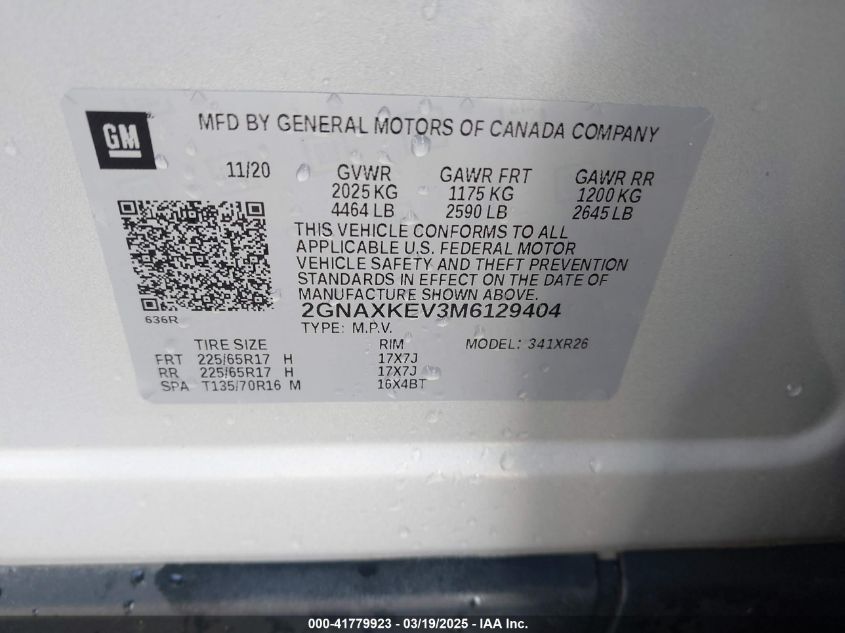 GM
MFD BY GENERAL MOTORS OF CANADA COMPANY
11/20 GVWR GAWR FRT GAWR RR
2025 KG 1175 KG 1200 KG
4464 LB 2590 LB 2645 LB
THIS VEHICLE CONFORMS TO ALL
APPLICABLE U.S. FEDERAL MOTOR
VEHICLE SAFETY AND THEFT PREVENTION
STANDARDS IN EFFECT ON THE DATE OF
MANUFACTURE SHOWN ABOVE.
2GNAXKEV3M6129404
636R
TYPE: M.P.V.
TIRE SIZE RIM MODEL: 341XR26
FRT 225/65R17 H 17X7J
RR 225/65R17 H 17X7J
SPA T135/70R16 M 16X4BT
000-41779923 - 03/19/2025 - IAA Inc.